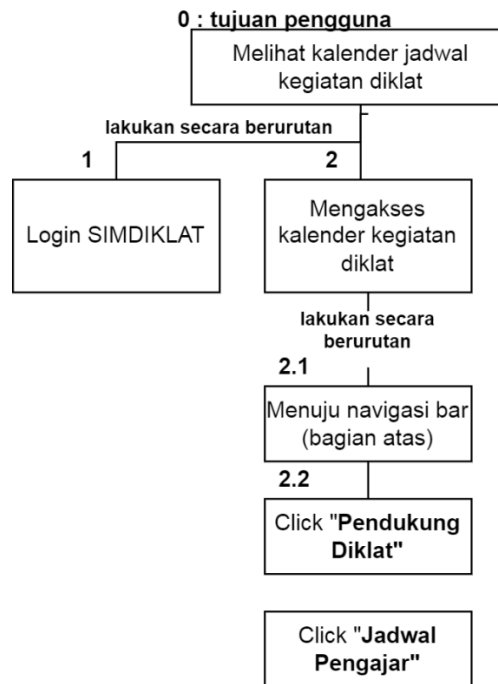 0 : tujuan pengguna
Melihat kalender jadwal
kegiatan diklat
lakukan secara berurutan
1
2
Login SIMDIKLAT
Mengakses
kalender kegiatan
diklat
lakukan secara
berurutan
2.1
Menuju navigasi bar
(bagian atas)
2.2
Click "Pendukung
Diklat"
Click "Jadwal
Pengajar"